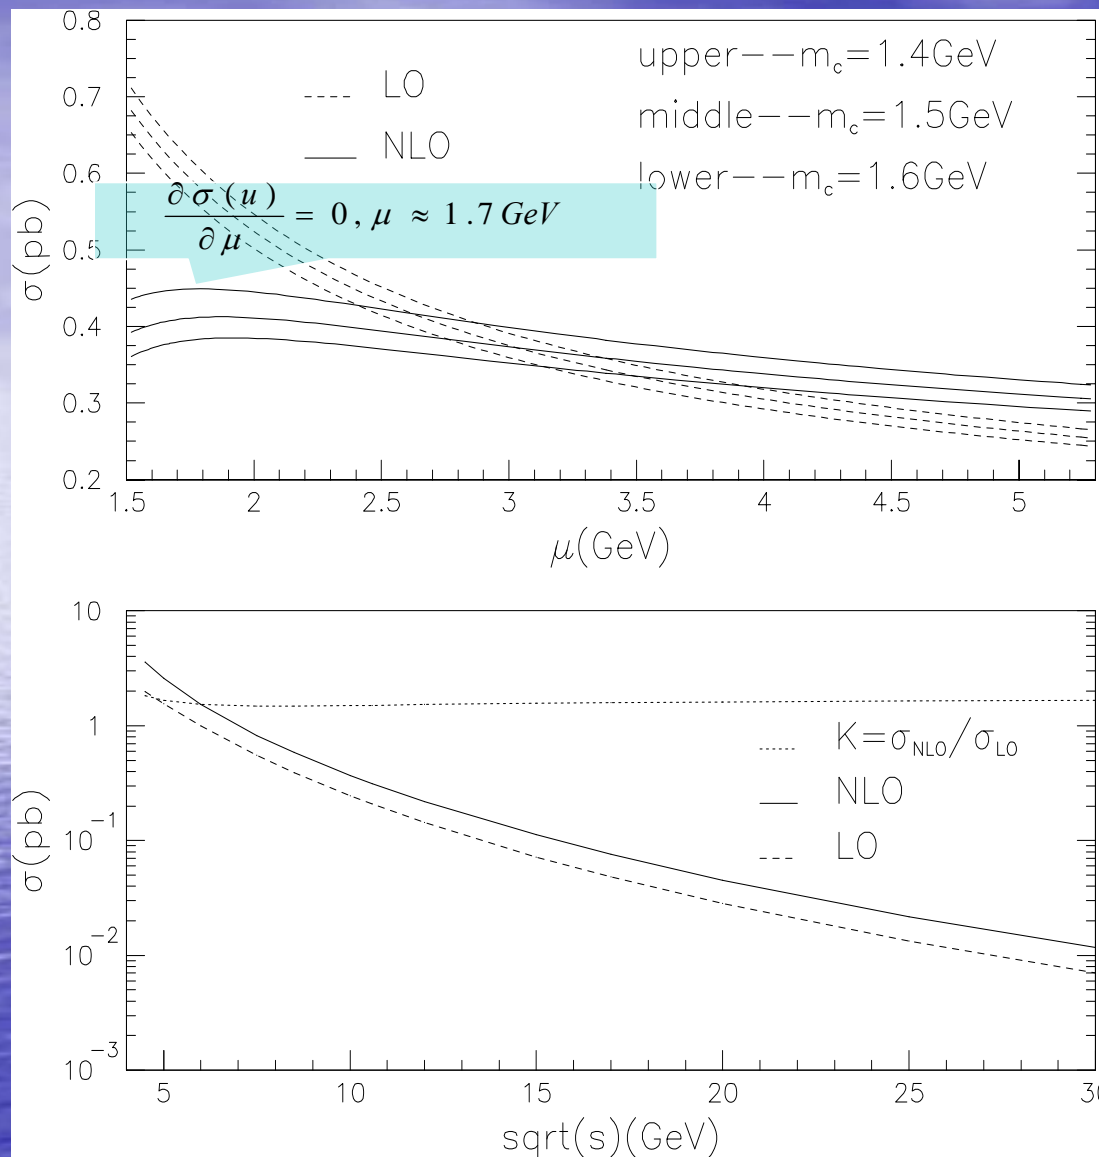 0.8
0.7
0.6
0.5
0.4
0.3
0.2
σ(pb)
LO
NLO
upper——m_c=1.4GeV
middle——m_c=1.5GeV
lower——m_c=1.6GeV
∂σ(u)/∂μ = 0, μ ≈ 1.7 GeV
1.5 2 2.5 3 3.5 4 4.5 5
μ(GeV)
10
1
10^-1
10^-2
10^-3
σ(pb)
K=σ_NLO/σ_LO
NLO
LO
5 10 15 20 25 30
sqrt(s)(GeV)